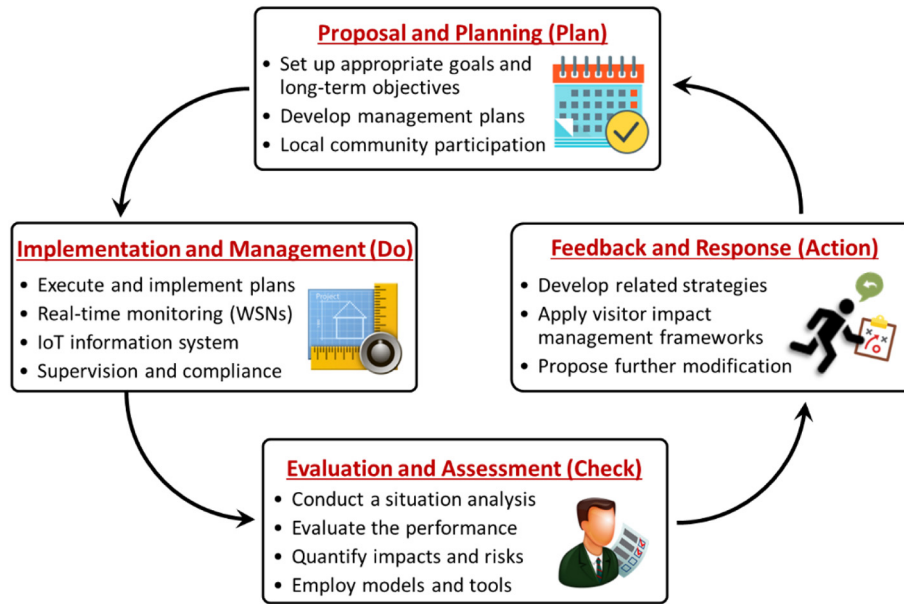 Proposal and Planning (Plan)
• Set up appropriate goals and
long-term objectives
• Develop management plans
• Local community participation
Implementation and Management (Do)
• Execute and implement plans
• Real-time monitoring (WSNs)
• IoT information system
• Supervision and compliance
Project
Feedback and Response (Action)
• Develop related strategies
• Apply visitor impact
management frameworks
• Propose further modification
Evaluation and Assessment (Check)
• Conduct a situation analysis
• Evaluate the performance
• Quantify impacts and risks
• Employ models and tools